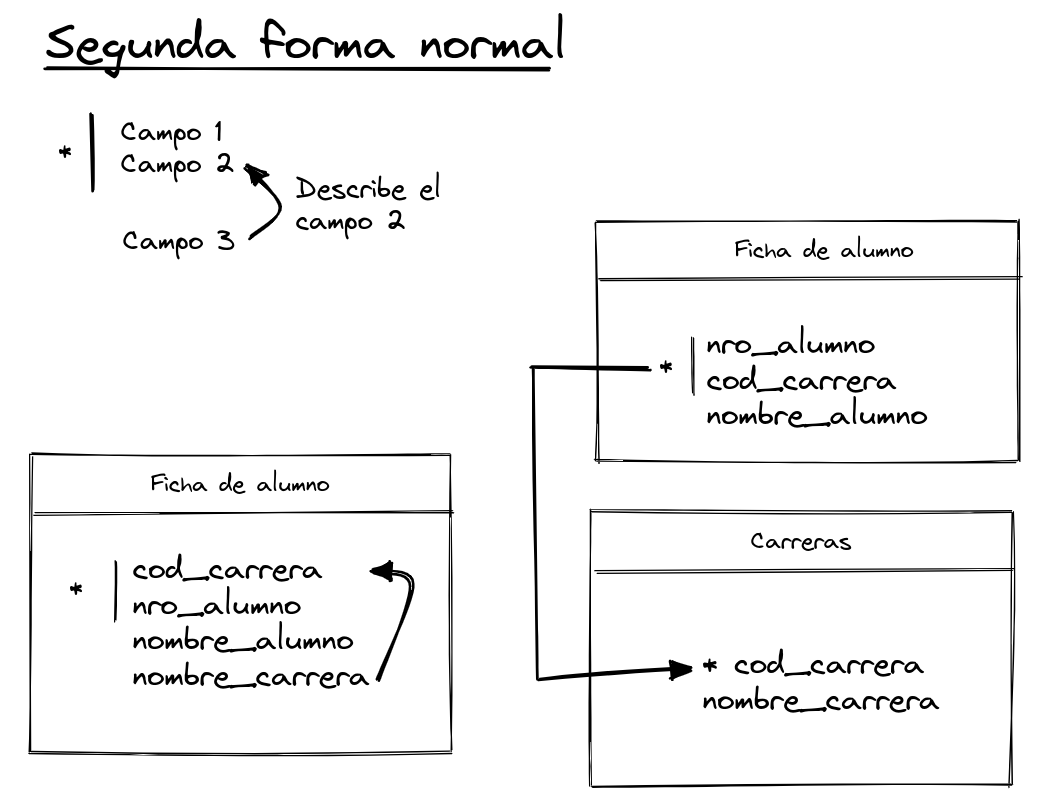 Segunda forma normal
* Campo 1
Campo 2
Campo 3
Describe el
campo 2
Ficha de alumno
* cod_carrera
nro_alumno
nombre_alumno
nombre_carrera
Ficha de alumno
* nro_alumno
cod_carrera
nombre_alumno
Carreras
* cod_carrera
nombre_carrera